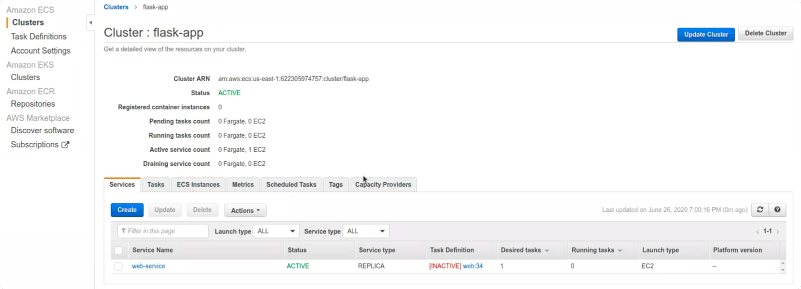 Amazon ECS
Clusters
Task Definitions
Account Settings
Amazon EKS
Clusters
Amazon ECR
Repositories
AWS Marketplace
Discover software
Subscriptions
Clusters > flask-app
Cluster : flask-app
Update Cluster
Delete Cluster
Get a detailed view of the resources on your cluster.
Cluster ARN arn:aws:ecs:us-east-1:622305974757:cluster/flask-app
Status ACTIVE
Registered container instances 0
Pending tasks count 0 Fargate, 0 EC2
Running tasks count 0 Fargate, 0 EC2
Active service count 0 Fargate, 1 EC2
Draining service count 0 Fargate, 0 EC2
Services Tasks ECS Instances Metrics Scheduled Tasks Tags Capacity Providers
Create Update Delete Actions Last updated on June 26, 2020 7:00:16 PM (0m ago)
Filter in this page Launch type ALL Service type ALL < 1-1 >
Service Name Status Service type Task Definition Desired tasks Running tasks Launch type Platform version
web-service ACTIVE REPLICA [INACTIVE] web:34 1 0 EC2 --